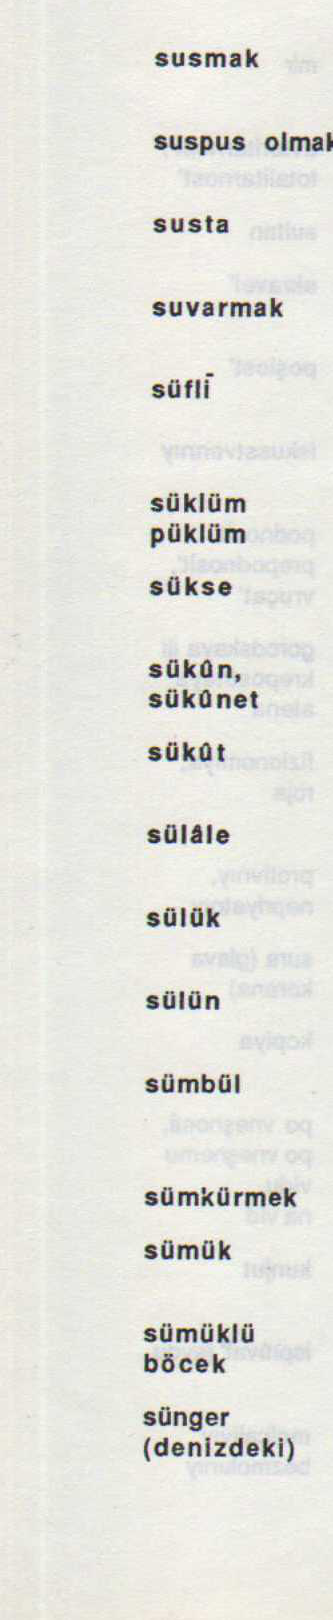 susmak
suspus olmak
susta
suvarmak
süflî
süklüm
püklüm
sükse
sükûn,
sükûnet
sükût
sülâle
sülük
sülün
sümbül
sümkürmek
sümük
sümüklü
böcek
sünger
(denizdeki)